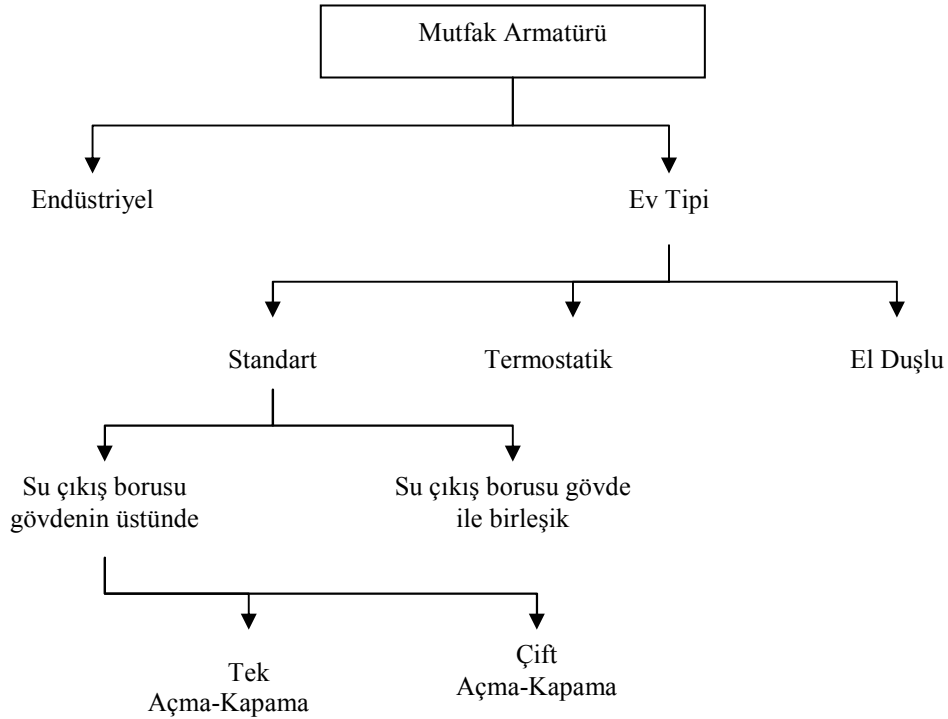 Mutfak Armatürü
Endüstriyel
Ev Tipi
Standart
Termostatik
El Duşlu
Su çıkış borusu
gövdenin üstünde
Su çıkış borusu gövde
ile birleşik
Tek
Açma-Kapama
Çift
Açma-Kapama